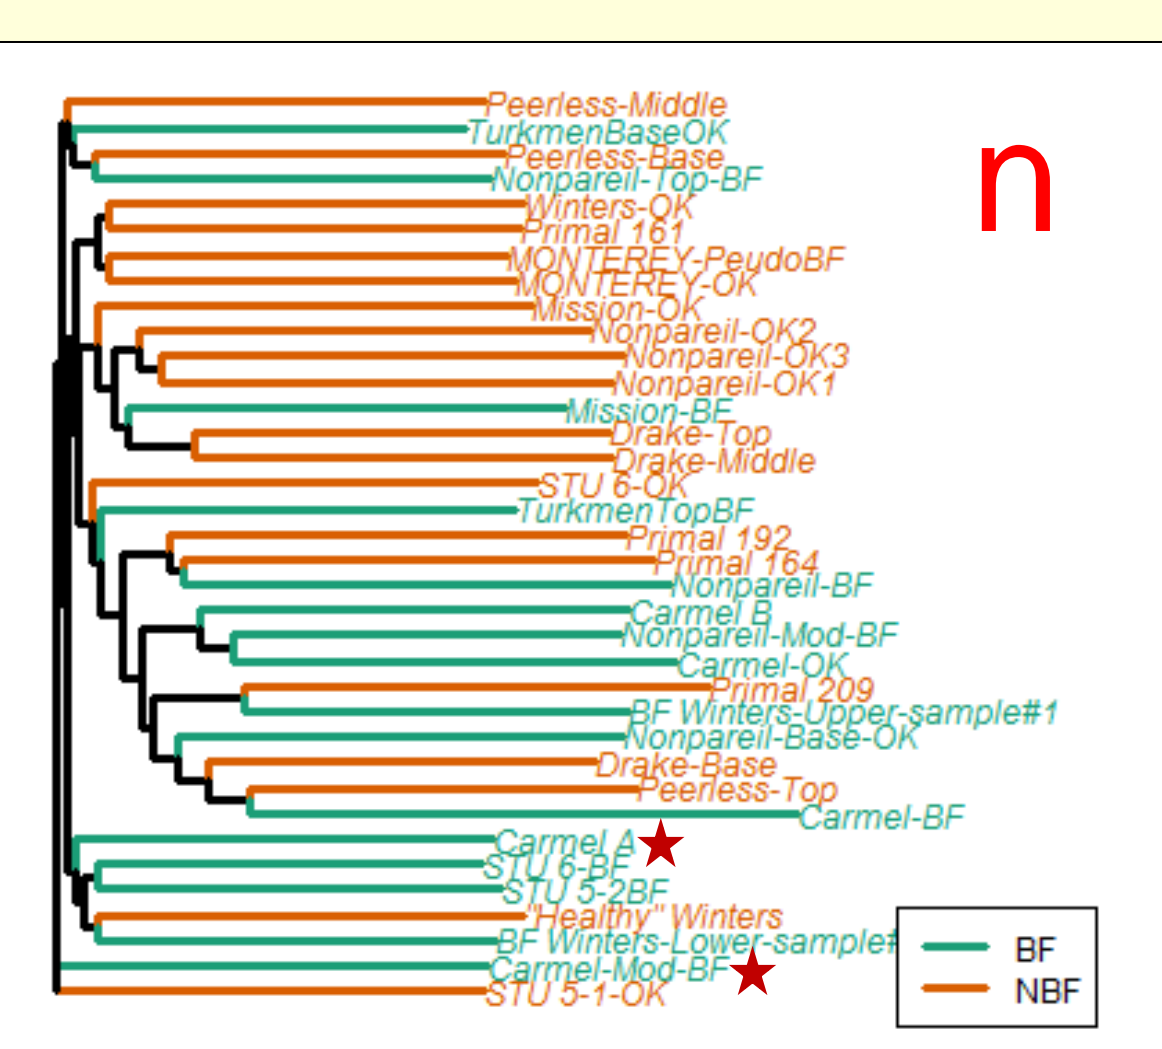 Peerless-Middle
TurkmenBaseOK
Peerless-Base
Nonpareil-Top-BF
n
Winters-OK
Primal 161
MONTEREY-PeudoBF
MONTEREY-OK
Mission-OK
Nonpareil-OK2
Nonpareil-OK3
Nonpareil-OK1
Mission-BF
Drake-Top
Drake-Middle
STU 6-OK
TurkmenTopBF
Primal 192
Primal 164
Nonpareil-BF
Carmel B
Nonpareil-Mod-BF
Carmel-OK
Primal 209
BF Winters-Upper-sample#1
Nonpareil-Base-OK
Drake-Base
Peerless-Top
Carmel-BF
Carmel A
STU 6-BF
STU 5-2BF
"Healthy" Winters
BF Winters-Lower-sample#
Carmel-Mod-BF
STU 5-1-OK
BF
NBF